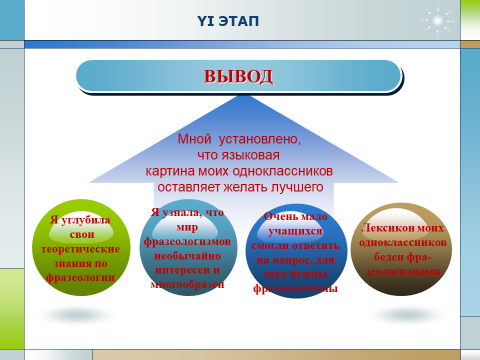 YI ЭТАП
ВЫВОД
Мной установлено,
что языковая
картина моих одноклассников
оставляет желать лучшего
Я углубила
свои
теоретические
знания по
фразеологии
Я узнала, что
мир
фразеологизмов
необычайно
интересен и
многообразен
Очень мало
учащихся
смогли ответить
на вопрос, для
чего нужны
фразеологизмы
Лексикон моих
одноклассников
беден фра-
зеологизмами